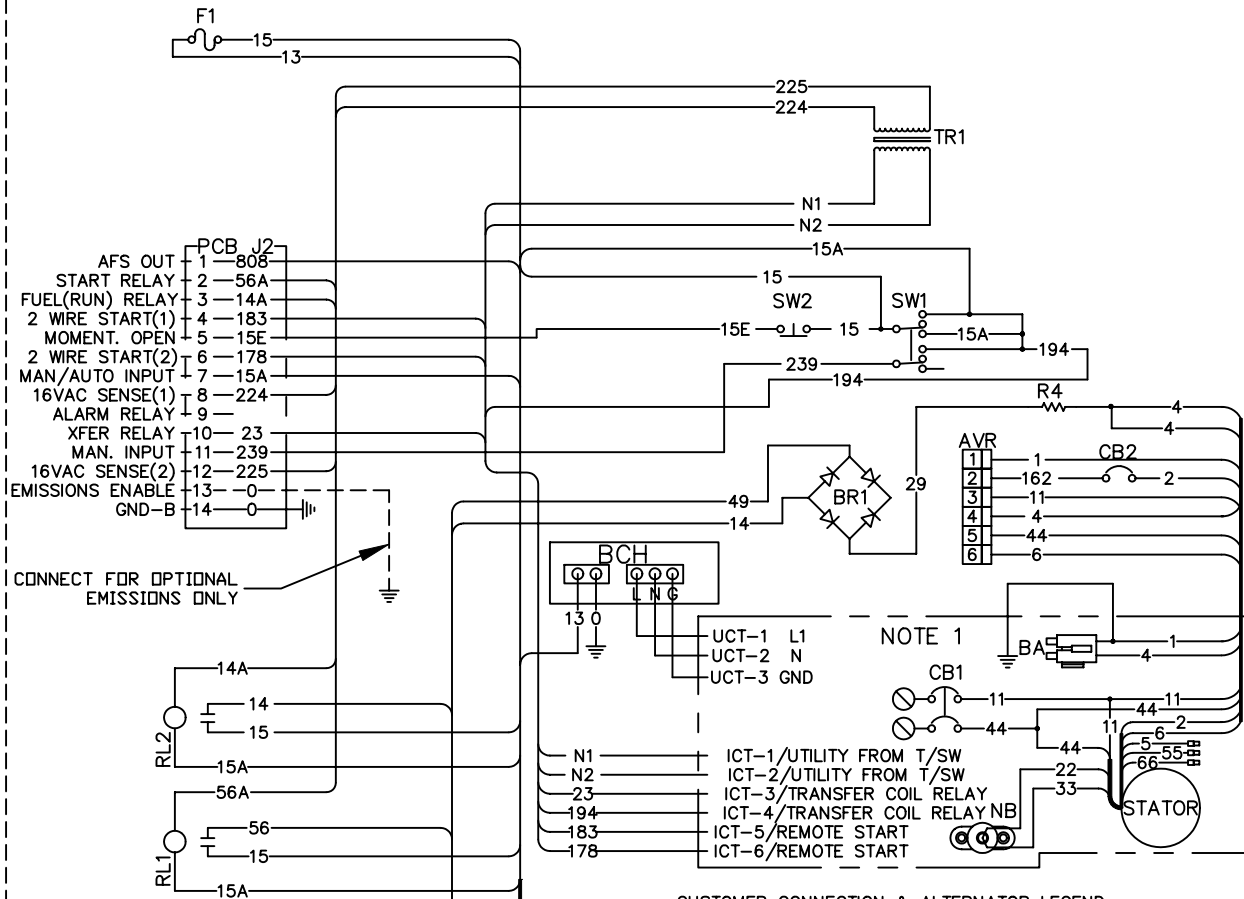 F1
15
13
225
224
TR1
N1
N2
15A
15
PCB J2
AFS OUT 1 808
START RELAY 2 56A
FUEL(RUN) RELAY 3 14A
2 WIRE START(1) 4 183
MOMENT. OPEN 5 15E
2 WIRE START(2) 6 178
MAN/AUTO INPUT 7 15A
16VAC SENSE(1) 8 224
ALARM RELAY 9
XFER RELAY 10 23
MAN. INPUT 11 239
16VAC SENSE(2) 12 225
EMISSIONS ENABLE 13 0
GND-B 14 0
SW2 SW1
15E 15 15A
194
239
194
R4
4
4
AVR
CB2
1 1
2 162 2
3 11
4 4
5 44
6 6
29
BR1
49
14
CONNECT FOR OPTIONAL
EMISSIONS ONLY
BCH
L N G
13 0
UCT-1 L1
UCT-2 N
UCT-3 GND
NOTE 1
BA
1
4
CB1
11 11
44 44
11
2
6
44
5
55
66
22
33
STATOR
NB
14A
14
15
RL2
15A
56A
56
15
RL1
15A
N1 ICT-1/UTILITY FROM T/SW
N2 ICT-2/UTILITY FROM T/SW
23 ICT-3/TRANSFER COIL RELAY
194 ICT-4/TRANSFER COIL RELAY
183 ICT-5/REMOTE START
178 ICT-6/REMOTE START
CUSTOMER CONNECTION & ALTERNATOR LEGEND